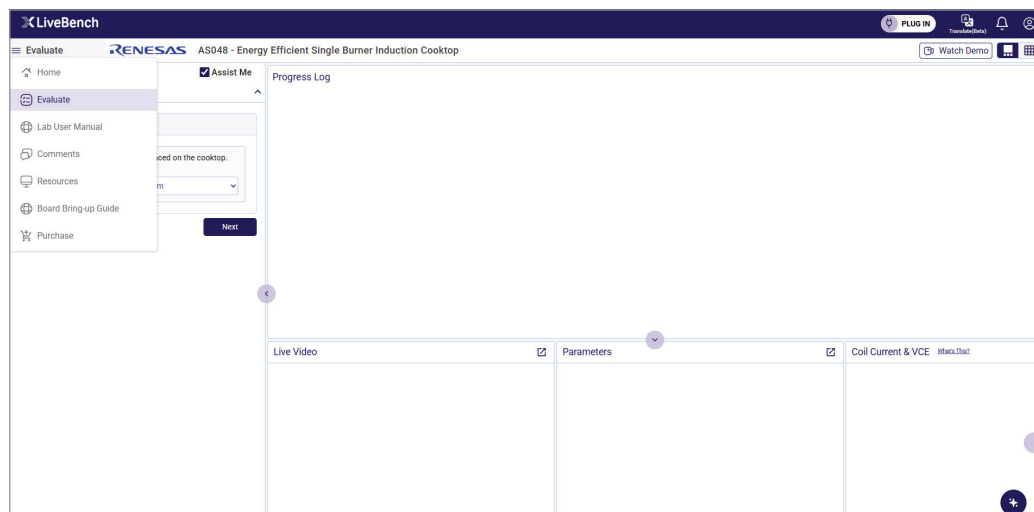 LiveBench
PLUG IN
Translate(Beta)
Evaluate
RENESAS
AS048 - Energy Efficient Single Burner Induction Cooktop
Watch Demo
Home
Evaluate
Lab User Manual
Comments
Resources
Board Bring-up Guide
Purchase
Assist Me
aced on the cooktop.
m
Next
Progress Log
Live Video
Parameters
Coil Current & VCE
What's This?